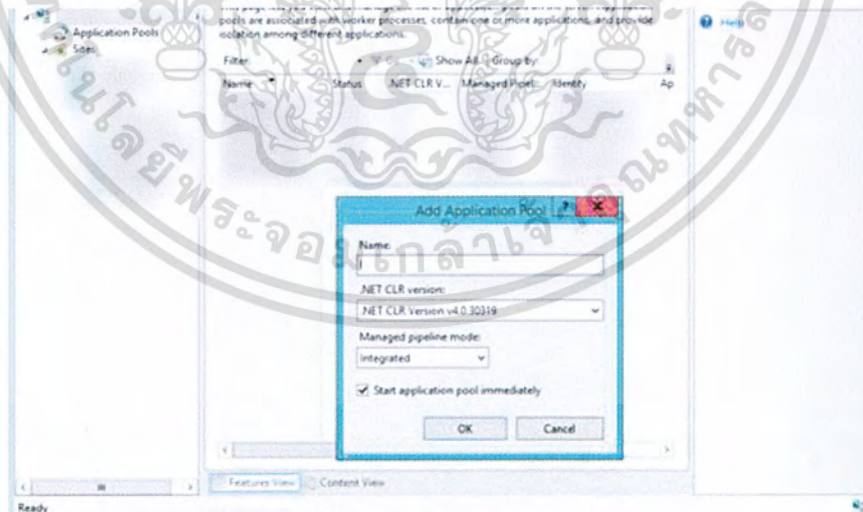 pools are associated with worker processes, contain one or more applications, and provide
isolation among different applications.
Application Pools
Sites
Filter: Show All Group by:
Name Status .NET CLR V... Managed Pipel... Identity Ap
Help
Add Application Pool ? X
Name:
.NET CLR version:
.NET CLR Version v4.0.30319
Managed pipeline mode:
Integrated
Start application pool immediately
OK Cancel
Features View Content View
Ready